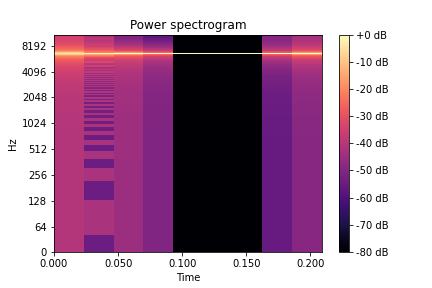 Power spectrogram
8192
4096
2048
1024
512
256
128
64
0
Hz
0.000 0.050 0.100 0.150 0.200
Time
+0 dB
-10 dB
-20 dB
-30 dB
-40 dB
-50 dB
-60 dB
-70 dB
-80 dB